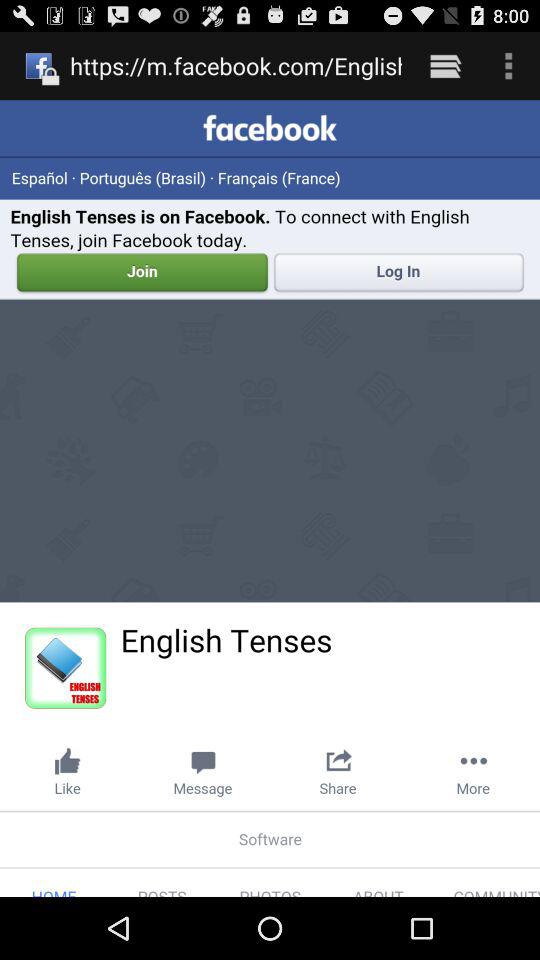 FAKE
8:00
https://m.facebook.com/English
facebook
Español · Português (Brasil) · Français (France)
English Tenses is on Facebook. To connect with English
Tenses, join Facebook today.
Join
Log In
English Tenses
ENGLISH
TENSES
Like
Message
Share
More
Software
HOME
POSTS
PHOTOS
ABOUT
COMMUNITY